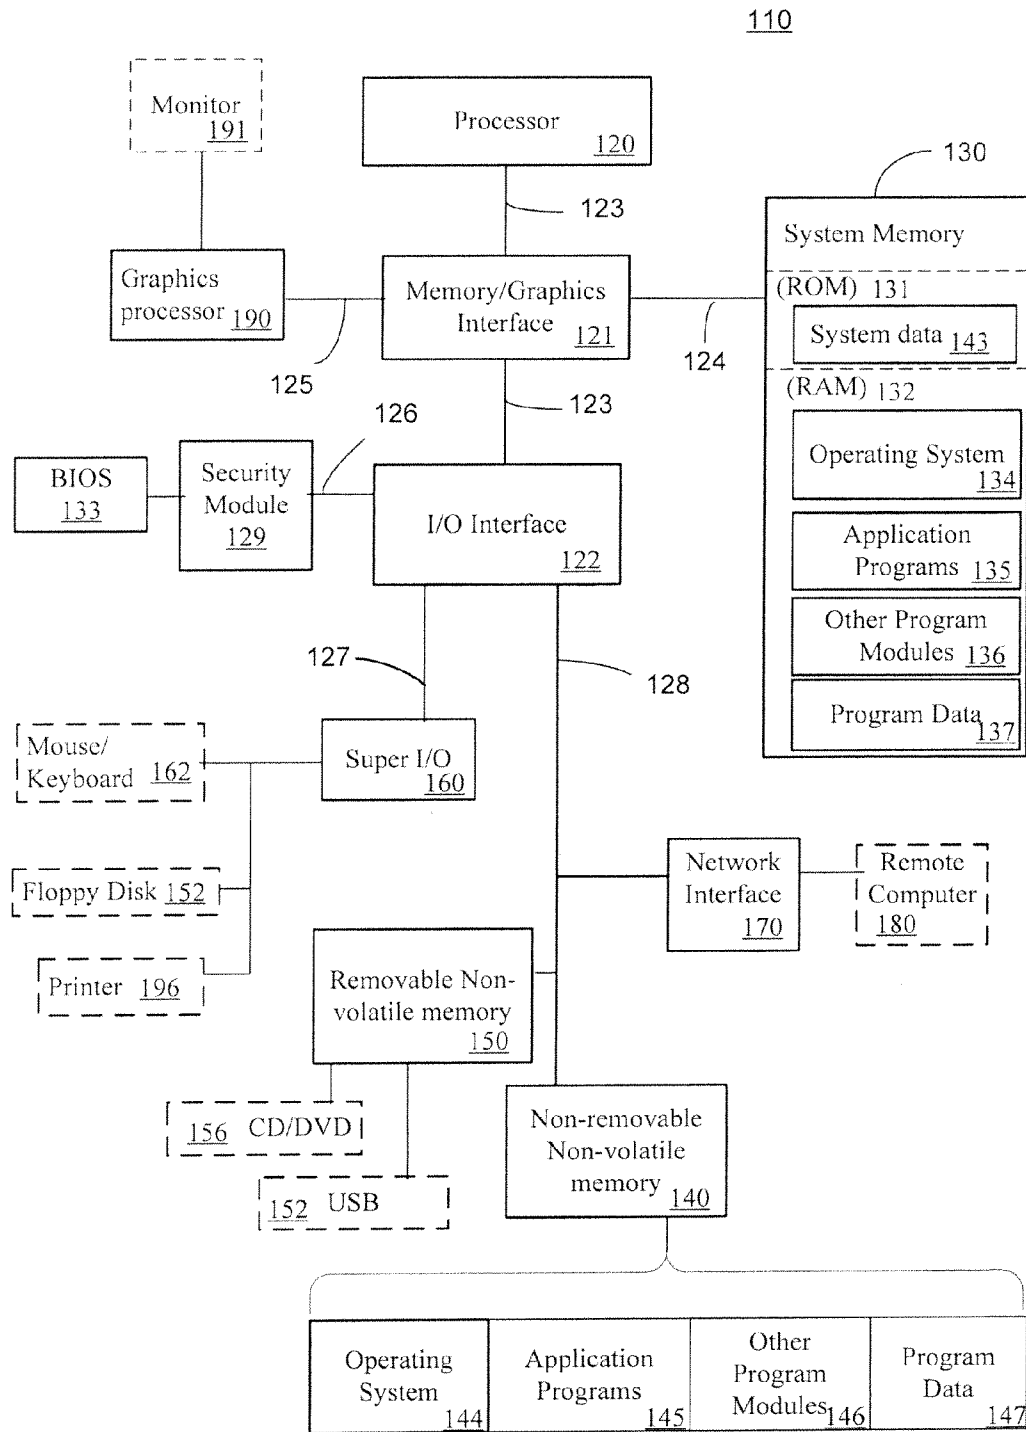 110
Monitor
191
Processor
120
130
123
System Memory
Graphics
processor 190
Memory/Graphics
Interface
121
(ROM) 131
System data 143
125
124
123
(RAM) 132
126
Operating System
134
BIOS
133
Security
Module
129
I/O Interface
122
Application
Programs 135
Other Program
Modules 136
127
128
Program Data
137
Mouse/
Keyboard 162
Super I/O
160
Floppy Disk 152
Network
Interface
170
Remote
Computer
180
Printer 196
Removable Non-
volatile memory
150
156 CD/DVD
152 USB
Non-removable
Non-volatile
memory
140
Operating
System
144
Application
Programs
145
Other
Program
Modules 146
Program
Data
147